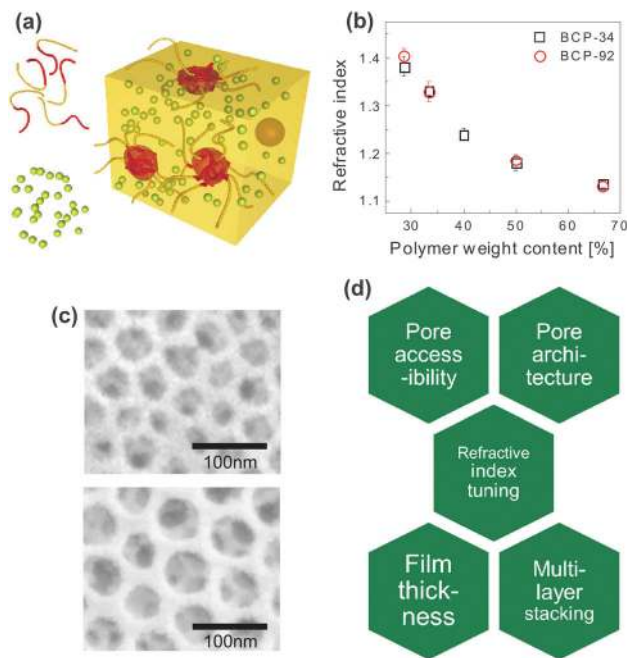 (a)
(b)
BCP-34
BCP-92
Refractive index
1.4
1.3
1.2
1.1
30
40
50
60
70
Polymer weight content [%]
(c)
100nm
100nm
(d)
Pore
access
-ibility
Pore
archi-
tecture
Refractive
index
tuning
Film
thick-
ness
Multi-
layer
stacking